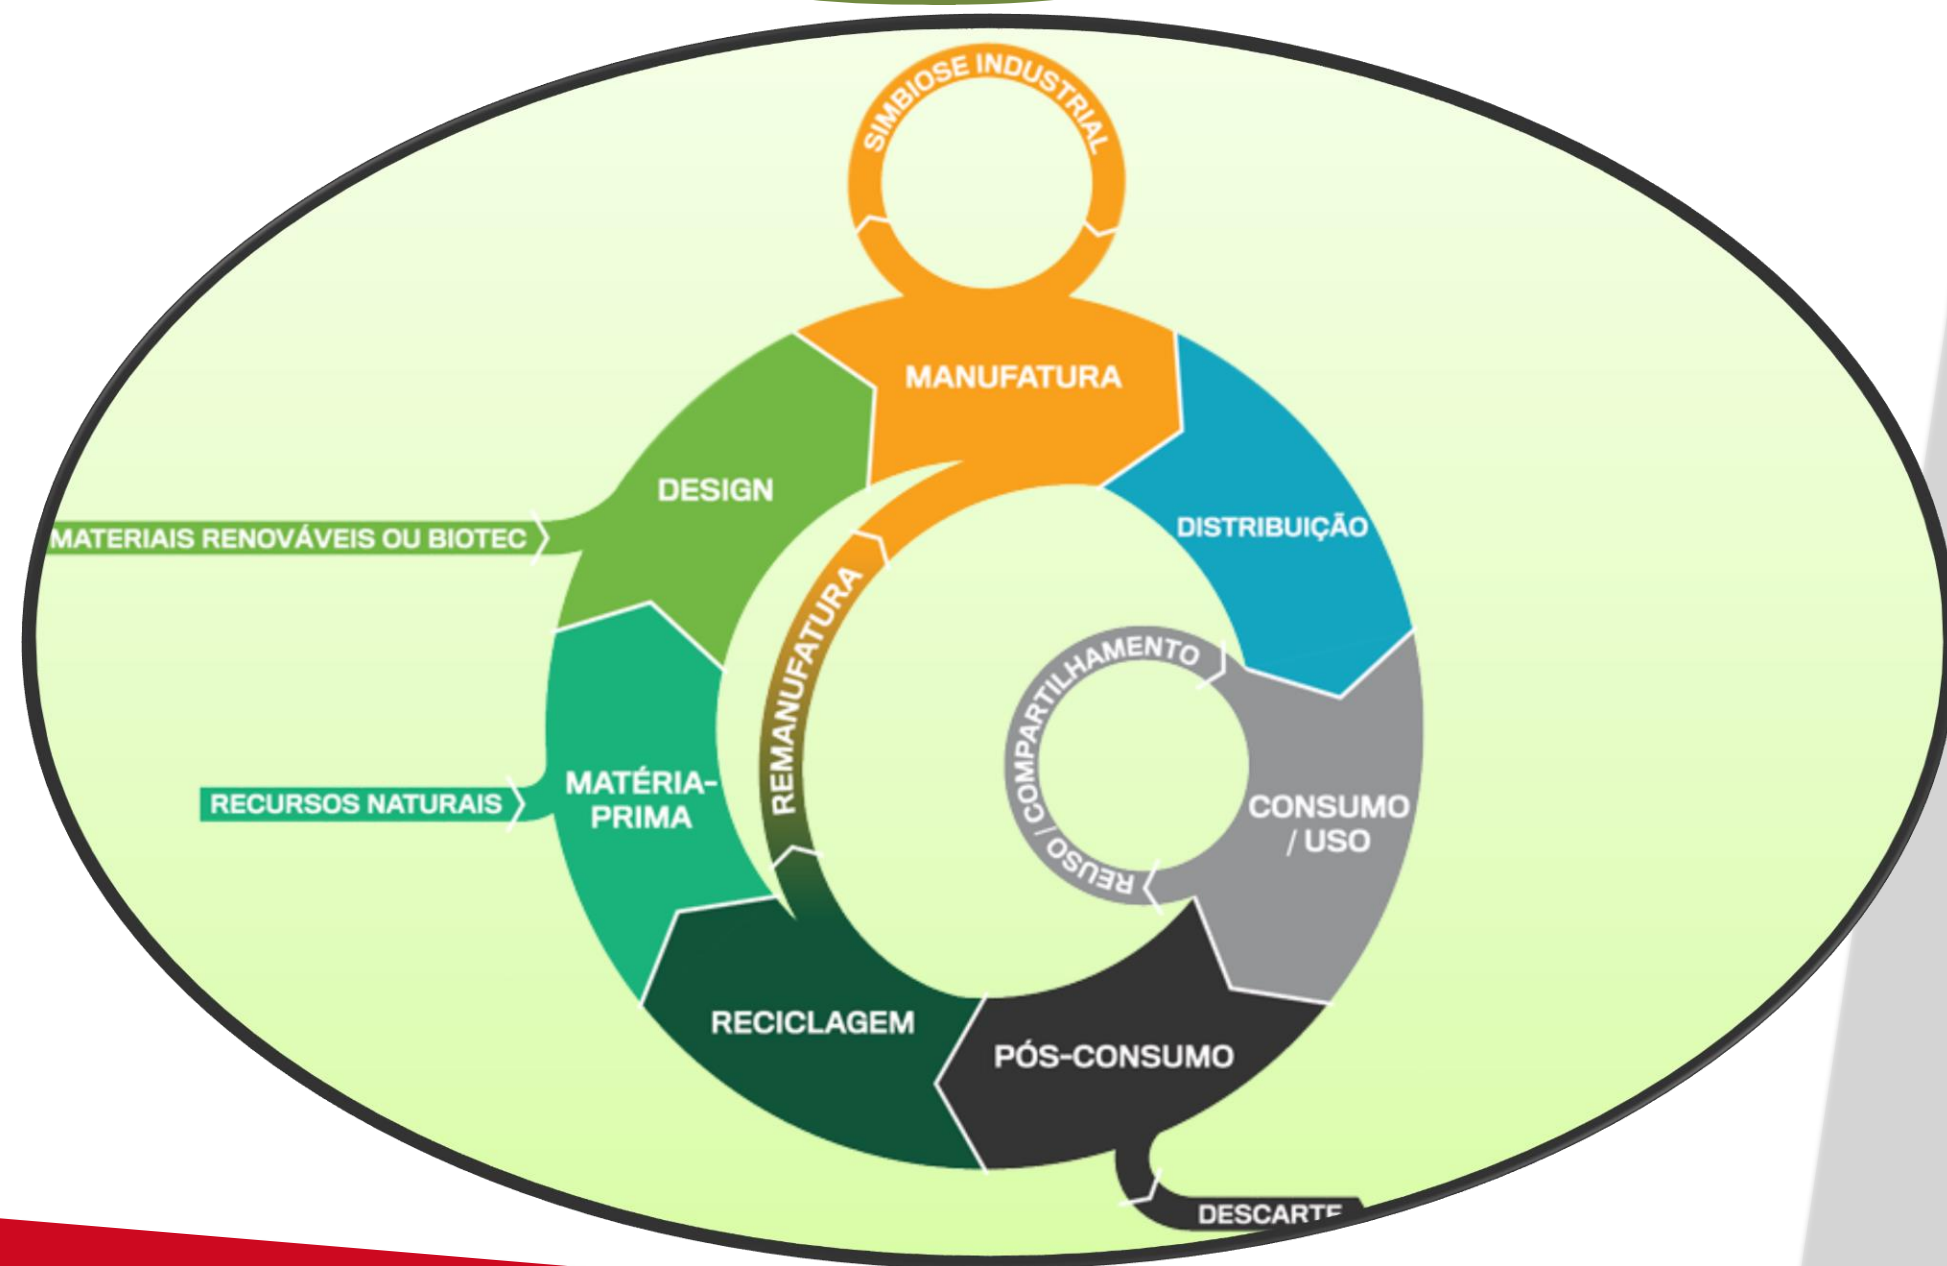 SIMBIOSE INDUSTRIAL
MANUFATURA
DESIGN
DISTRIBUIÇÃO
MATERIAIS RENOVÁVEIS OU BIOTEC
REMANUFATURA
REUSO / COMPARTILHAMENTO
MATÉRIA-
PRIMA
RECURSOS NATURAIS
CONSUMO
/ USO
RECICLAGEM
PÓS-CONSUMO
DESCARTE